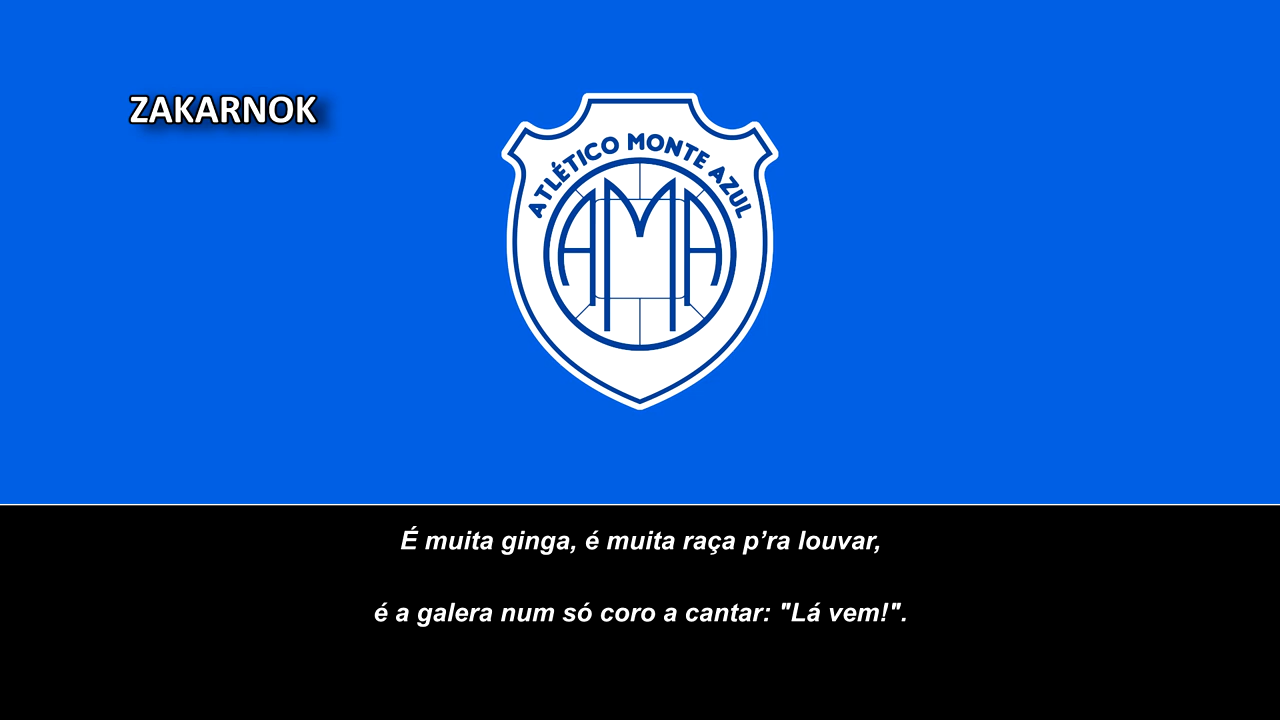 ZAKARNOK
ATLÉTICO MONTE AZUL
AMA
É muita ginga, é muita raça p’ra louvar,
é a galera num só coro a cantar: "Lá vem!".